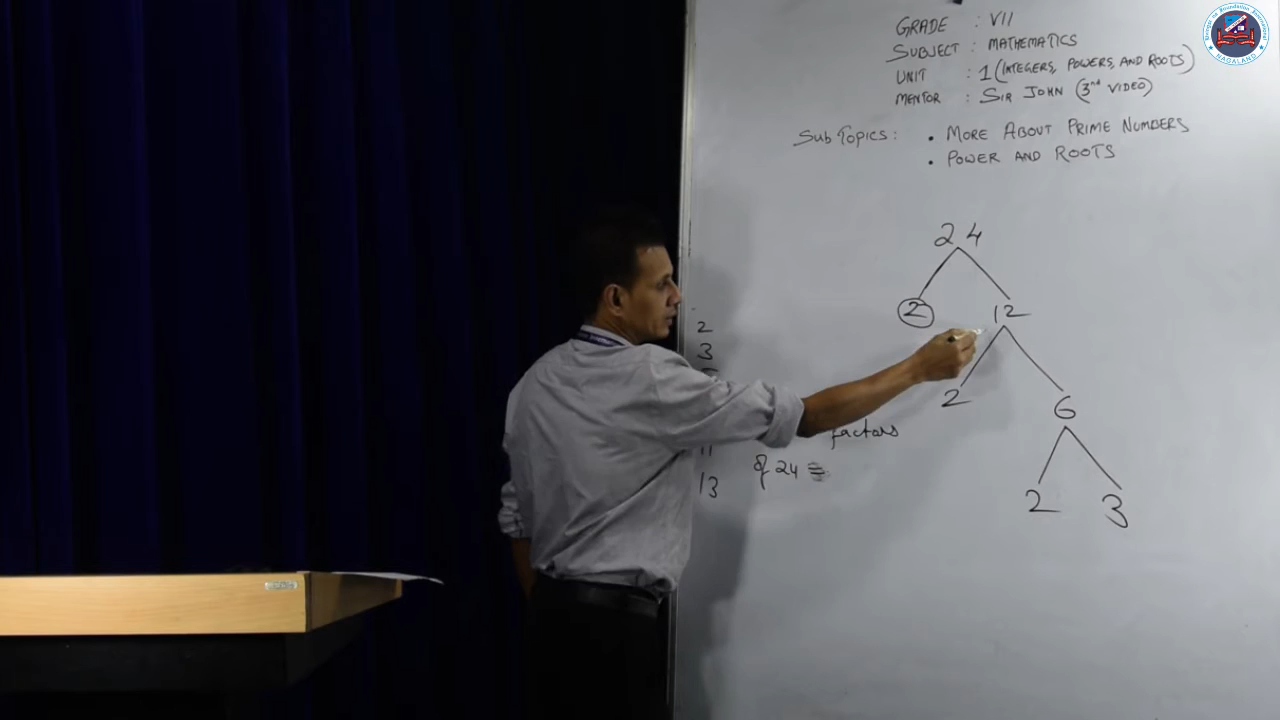 GRADE : VII
SUBJECT : MATHEMATICS
UNIT : 1 (INTEGERS, POWERS, AND ROOTS)
MENTOR : SIR JOHN (3rd VIDEO)
SUB TOPICS : • MORE ABOUT PRIME NUMBERS
• POWER AND ROOTS
24
2 12
2 6
2 3
2
3
11
13
factors
of 24 =
NAGALAND